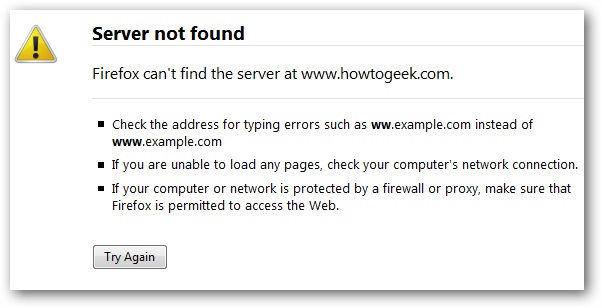 Server not found
Firefox can't find the server at www.howtogeek.com.
Check the address for typing errors such as ww.example.com instead of
www.example.com
If you are unable to load any pages, check your computer's network connection.
If your computer or network is protected by a firewall or proxy, make sure that
Firefox is permitted to access the Web.
Try Again